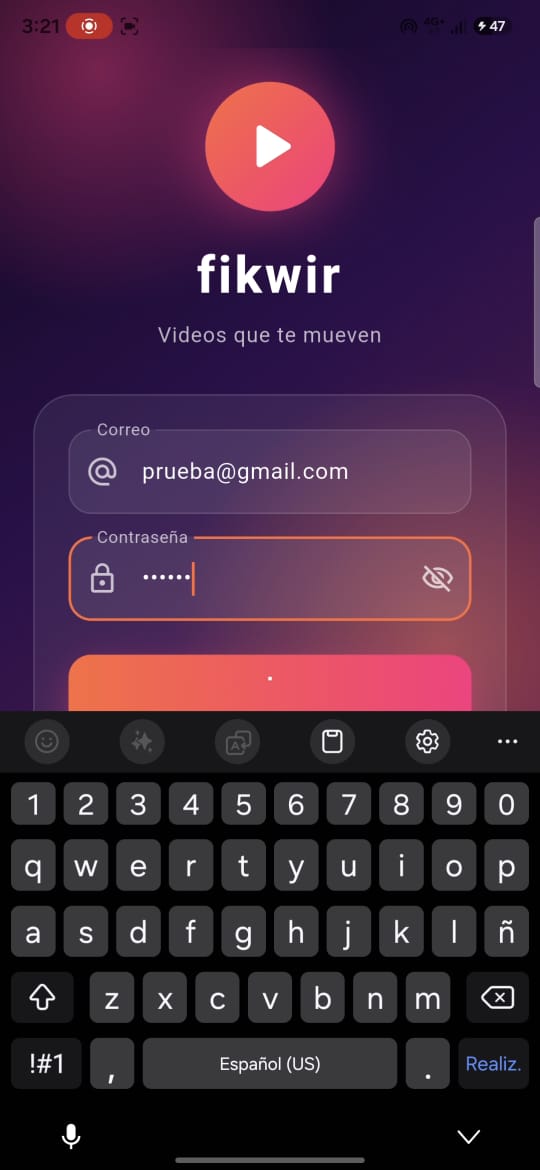 3:21
4G+
47
fikwir
Videos que te mueven
Correo
prueba@gmail.com
Contraseña
••••••
1 2 3 4 5 6 7 8 9 0
q w e r t y u i o p
a s d f g h j k l ñ
z x c v b n m
!#1 , Español (US) . Realiz.